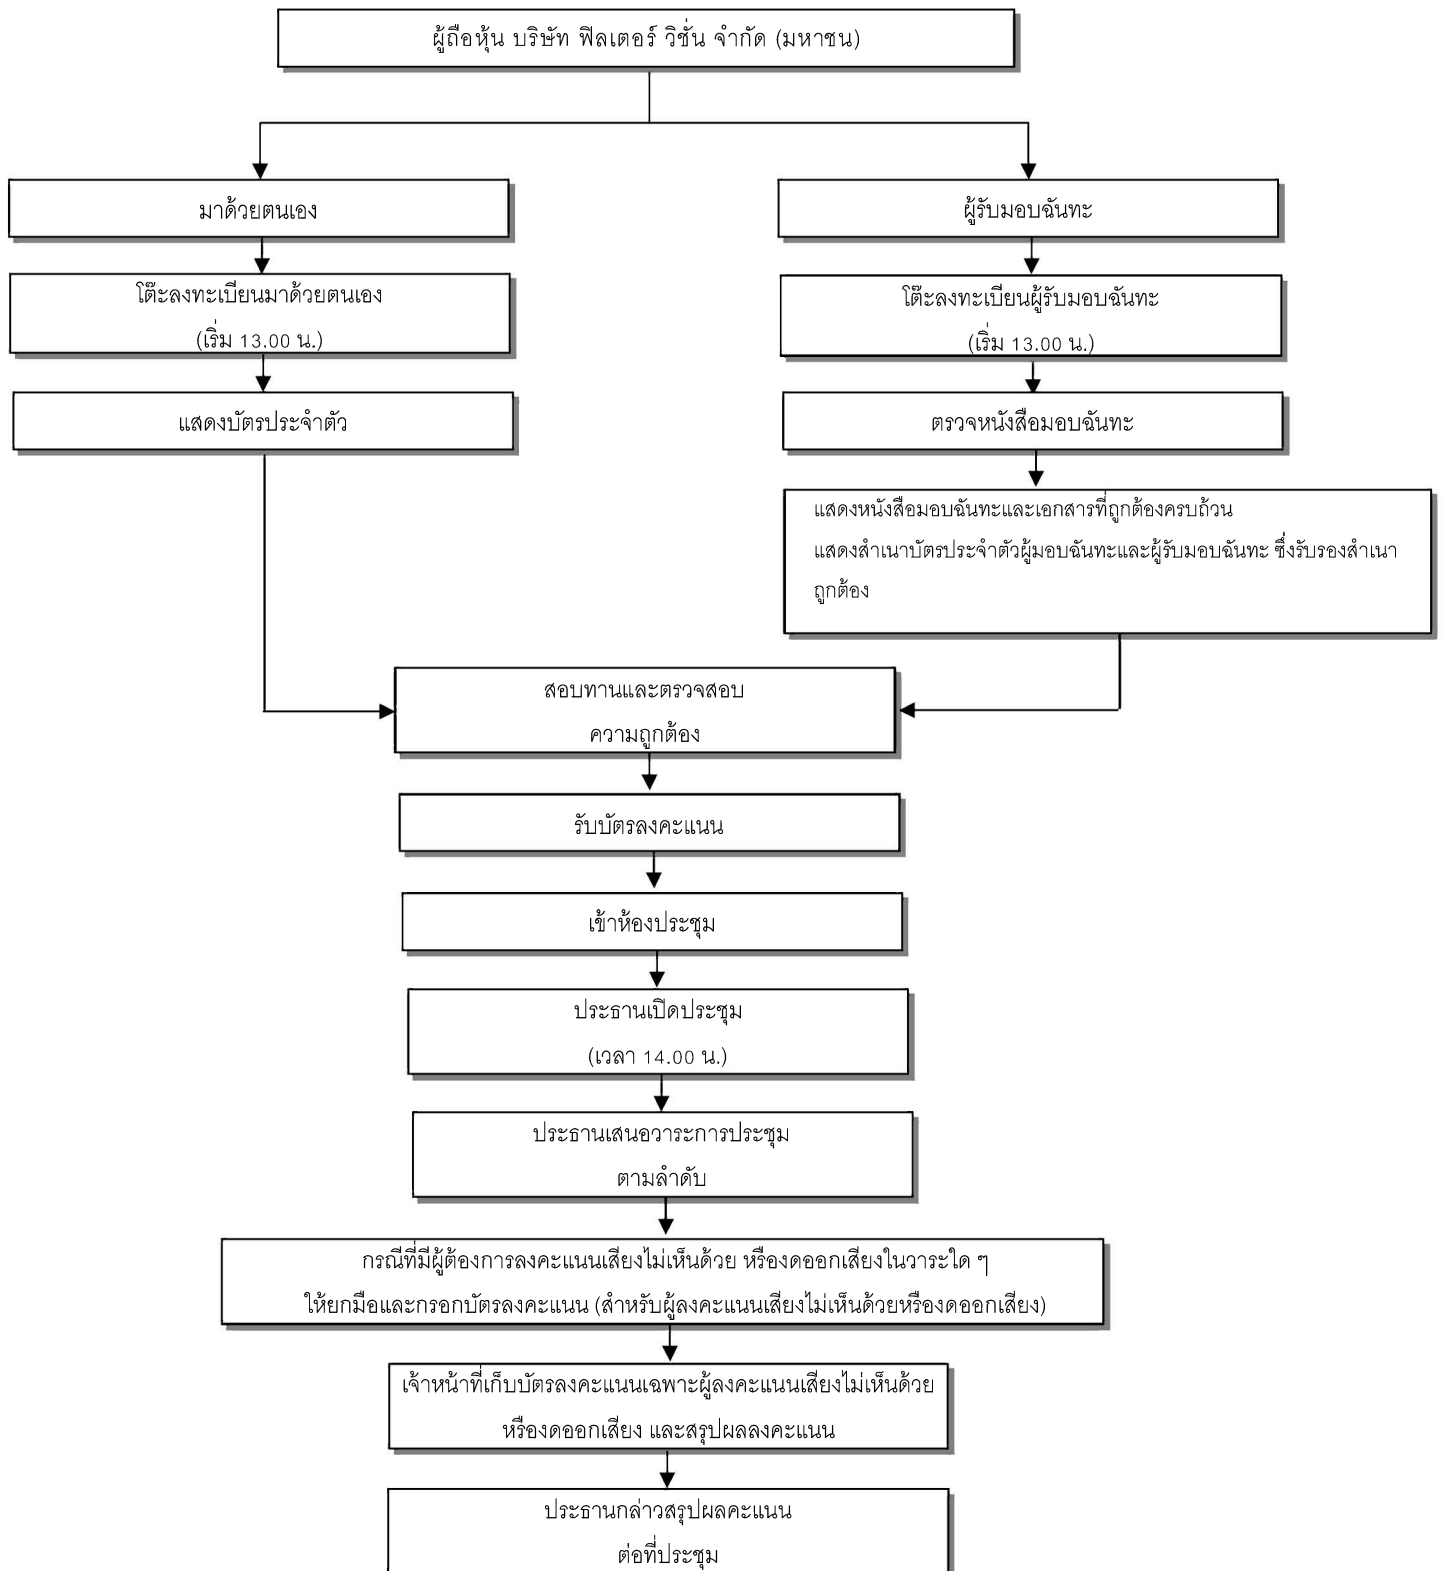 ผู้ถือหุ้น บริษัท ฟิลเตอร์ วิชั่น จำกัด (มหาชน)
มาด้วยตนเอง
ผู้รับมอบฉันทะ
โต๊ะลงทะเบียนมาด้วยตนเอง
(เริ่ม 13.00 น.)
โต๊ะลงทะเบียนผู้รับมอบฉันทะ
(เริ่ม 13.00 น.)
แสดงบัตรประจำตัว
ตรวจหนังสือมอบฉันทะ
แสดงหนังสือมอบฉันทะและเอกสารที่ถูกต้องครบถ้วน
แสดงสำเนาบัตรประจำตัวผู้มอบฉันทะและผู้รับมอบฉันทะ ซึ่งรับรองสำเนา
ถูกต้อง
สอบทานและตรวจสอบ
ความถูกต้อง
รับบัตรลงคะแนน
เข้าห้องประชุม
ประธานเปิดประชุม
(เวลา 14.00 น.)
ประธานเสนอวาระการประชุม
ตามลำดับ
กรณีที่มีผู้ต้องการลงคะแนนเสียงไม่เห็นด้วย หรืองดออกเสียงในวาระใด ๆ
ให้ยกมือและกรอกบัตรลงคะแนน (สำหรับผู้ลงคะแนนเสียงไม่เห็นด้วยหรืองดออกเสียง)
เจ้าหน้าที่เก็บบัตรลงคะแนนเฉพาะผู้ลงคะแนนเสียงไม่เห็นด้วย
หรืองดออกเสียง และสรุปผลลงคะแนน
ประธานกล่าวสรุปผลคะแนน
ต่อที่ประชุม